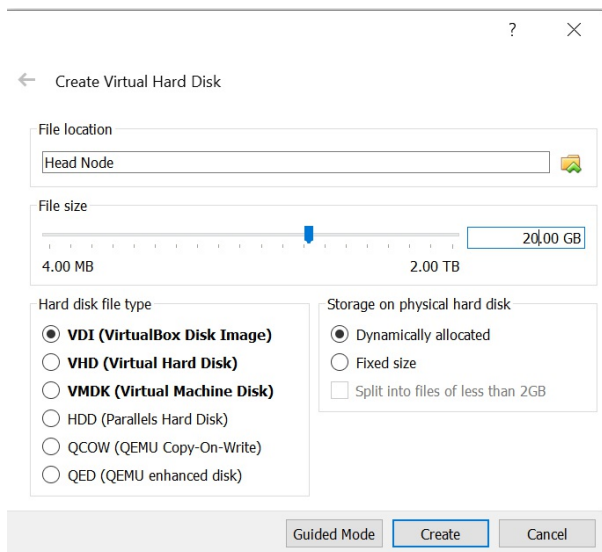 ?
Create Virtual Hard Disk
File location
Head Node
File size
20.00 GB
4.00 MB 2.00 TB
Hard disk file type
VDI (VirtualBox Disk Image)
VHD (Virtual Hard Disk)
VMDK (Virtual Machine Disk)
HDD (Parallels Hard Disk)
QCOW (QEMU Copy-On-Write)
QED (QEMU enhanced disk)
Storage on physical hard disk
Dynamically allocated
Fixed size
Split into files of less than 2GB
Guided Mode Create Cancel